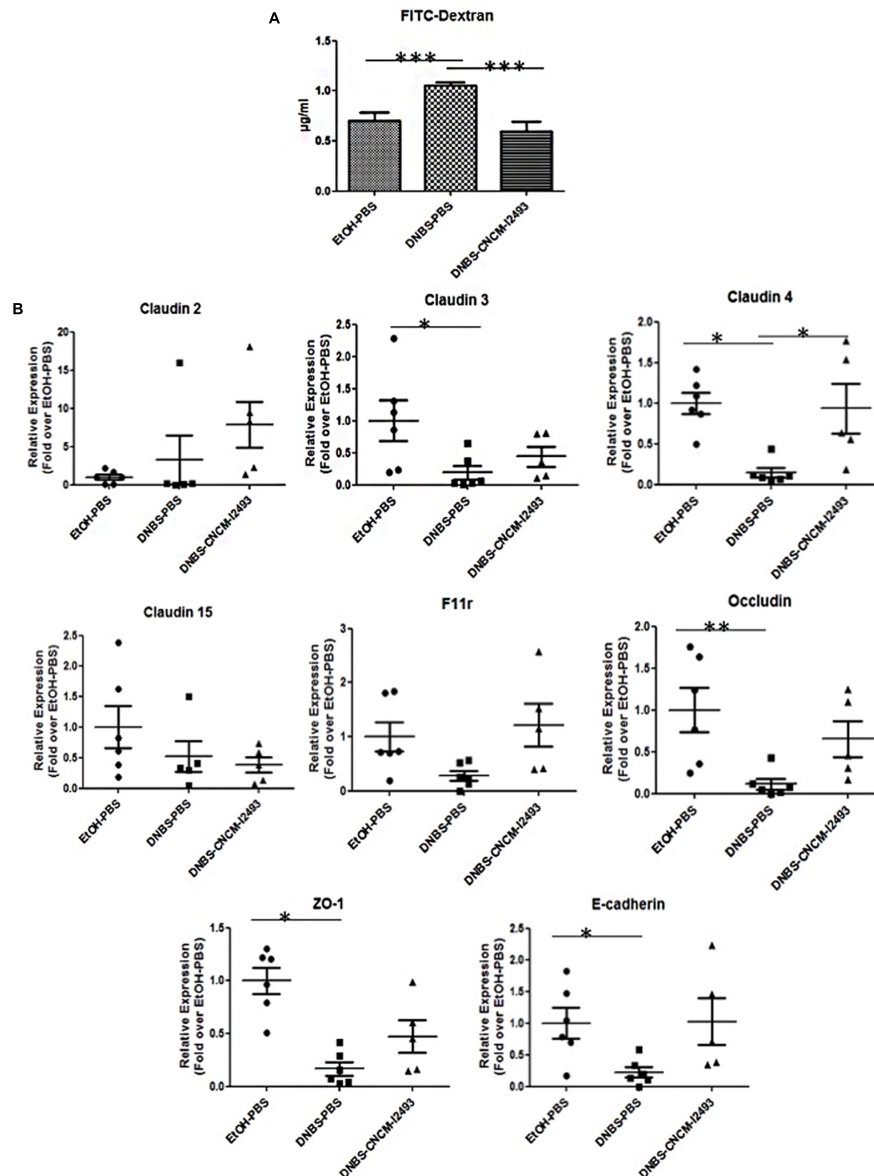 A
FITC-Dextran
***
***
µg/ml
1.5
1.0
0.5
0.0
EtOH-PBS
DNBS-PBS
DNBS-CNCM-I2493
B
Claudin 2
Relative Expression
(Fold over EtOH-PBS)
20
15
10
5
0
EtOH-PBS
DNBS-PBS
DNBS-CNCM-I2493
Claudin 3
*
Relative Expression
(Fold over EtOH-PBS)
2.5
2.0
1.5
1.0
0.5
0.0
EtOH-PBS
DNBS-PBS
DNBS-CNCM-I2493
Claudin 4
*
*
Relative Expression
(Fold over EtOH-PBS)
2.0
1.5
1.0
0.5
0.0
EtOH-PBS
DNBS-PBS
DNBS-CNCM-I2493
Claudin 15
Relative Expression
(Fold over EtOH-PBS)
2.5
2.0
1.5
1.0
0.5
0.0
EtOH-PBS
DNBS-PBS
DNBS-CNCM-I2493
F11r
Relative Expression
(Fold over EtOH-PBS)
3
2
1
0
EtOH-PBS
DNBS-PBS
DNBS-CNCM-I2493
Occludin
**
Relative Expression
(Fold over EtOH-PBS)
2.0
1.5
1.0
0.5
0.0
EtOH-PBS
DNBS-PBS
DNBS-CNCM-I2493
ZO-1
*
Relative Expression
(Fold over EtOH-PBS)
1.5
1.0
0.5
0.0
EtOH-PBS
DNBS-PBS
DNBS-CNCM-I2493
E-cadherin
*
Relative Expression
(Fold over EtOH-PBS)
2.5
2.0
1.5
1.0
0.5
0.0
EtOH-PBS
DNBS-PBS
DNBS-CNCM-I2493